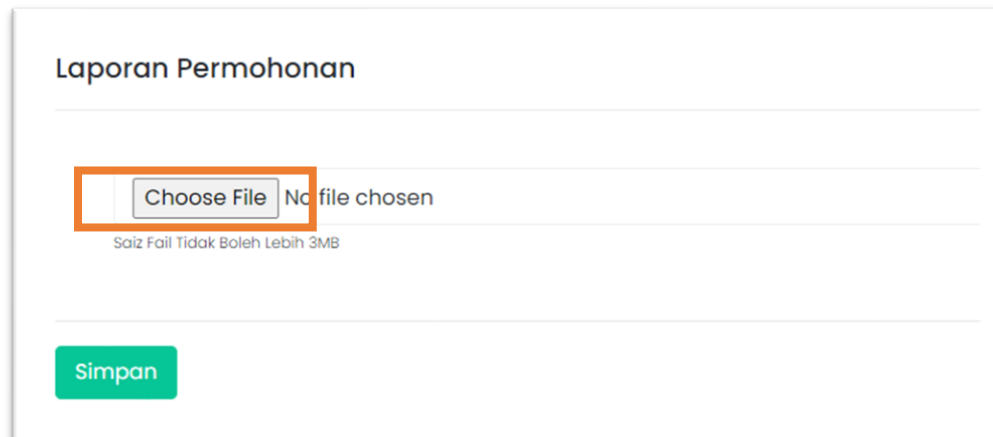 Laporan Permohonan
Choose File No file chosen
Saiz Fail Tidak Boleh Lebih 3MB
Simpan